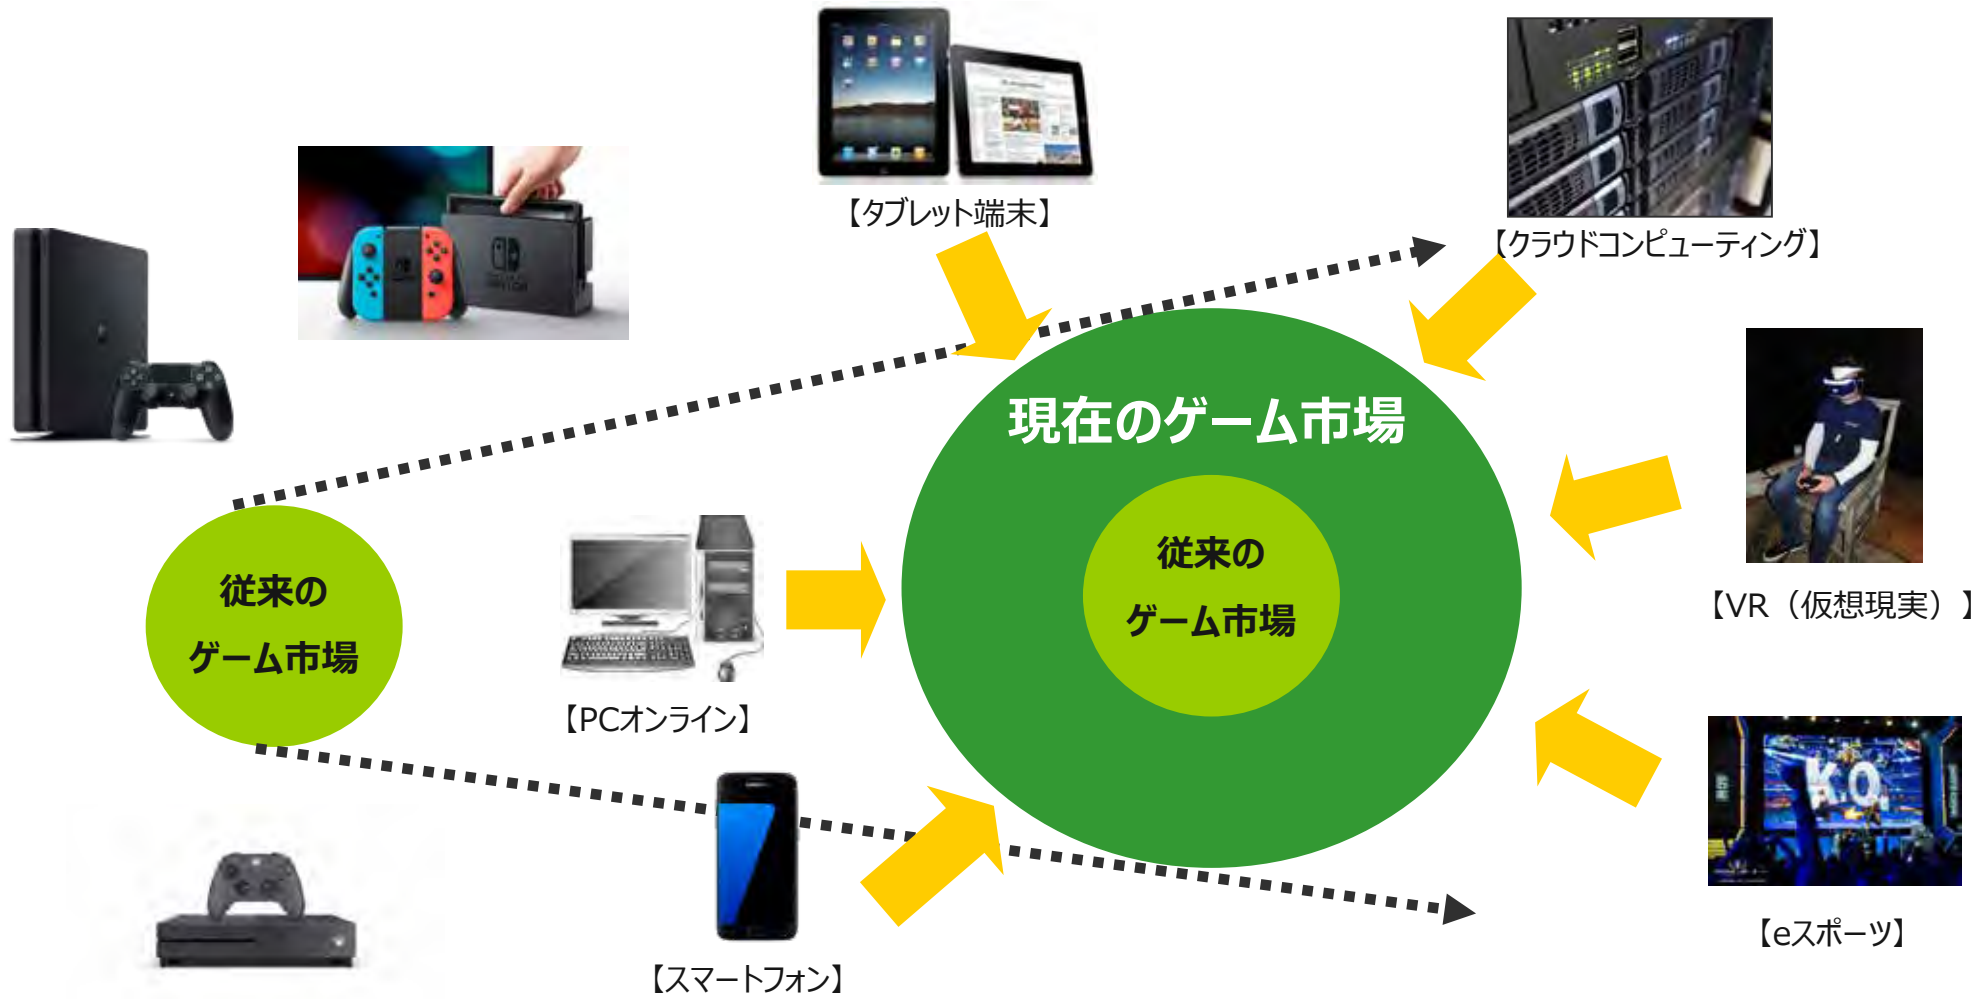 【タブレット端末】
【クラウドコンピューティング】
現在のゲーム市場
従来の
ゲーム市場
従来の
ゲーム市場
【VR（仮想現実）】
【PCオンライン】
K.O.
【eスポーツ】
【スマートフォン】